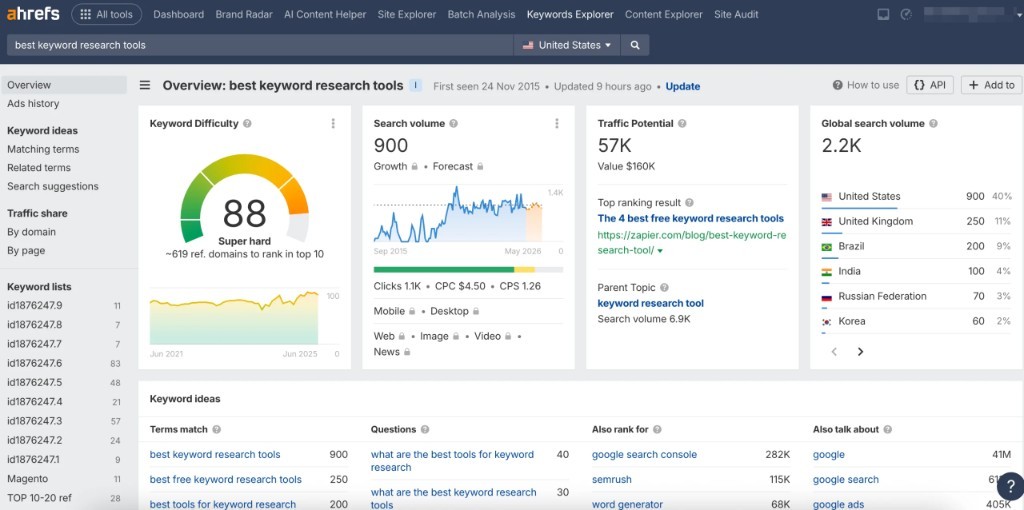 ahrefs
All tools
Dashboard
Brand Radar
AI Content Helper
Site Explorer
Batch Analysis
Keywords Explorer
Content Explorer
Site Audit
best keyword research tools
United States
Overview
Ads history
Keyword ideas
Matching terms
Related terms
Search suggestions
Traffic share
By domain
By page
Keyword lists
id1876247.9 11
id1876247.8 7
id1876247.7 7
id1876247.6 83
id1876247.5 48
id1876247.4 21
id1876247.3 57
id1876247.2 24
id1876247.1 9
Magento 11
TOP 10-20 ref 28
Overview: best keyword research tools I First seen 24 Nov 2015 • Updated 9 hours ago • Update
? How to use
{} API
+ Add to
Keyword Difficulty ?
88
Super hard
~619 ref. domains to rank in top 10
100
Jun 2021 Jun 2025 0
Search volume ?
900
Growth • Forecast
1.4K
Sep 2015 May 2026 0
Clicks 1.1K • CPC $4.50 • CPS 1.26
Mobile • Desktop
Web • Image • Video •
News
Traffic Potential ?
57K
Value $160K
Top ranking result ?
The 4 best free keyword research tools
https://zapier.com/blog/best-keyword-re
search-tool/
Parent Topic ?
keyword research tool
Search volume 6.9K
Global search volume ?
2.2K
United States 900 40%
United Kingdom 250 11%
Brazil 200 9%
India 100 4%
Russian Federation 70 3%
Korea 60 2%
Keyword ideas
Terms match ?
best keyword research tools 900
best free keyword research tools 250
best tools for keyword 200
Questions ?
what are the best tools for keyword 40
research
what are the best keyword research 30
tools
Also rank for ?
google search console 282K
semrush 115K
word generator 68K
Also talk about ?
google 41M
google search
google ads 405K
?